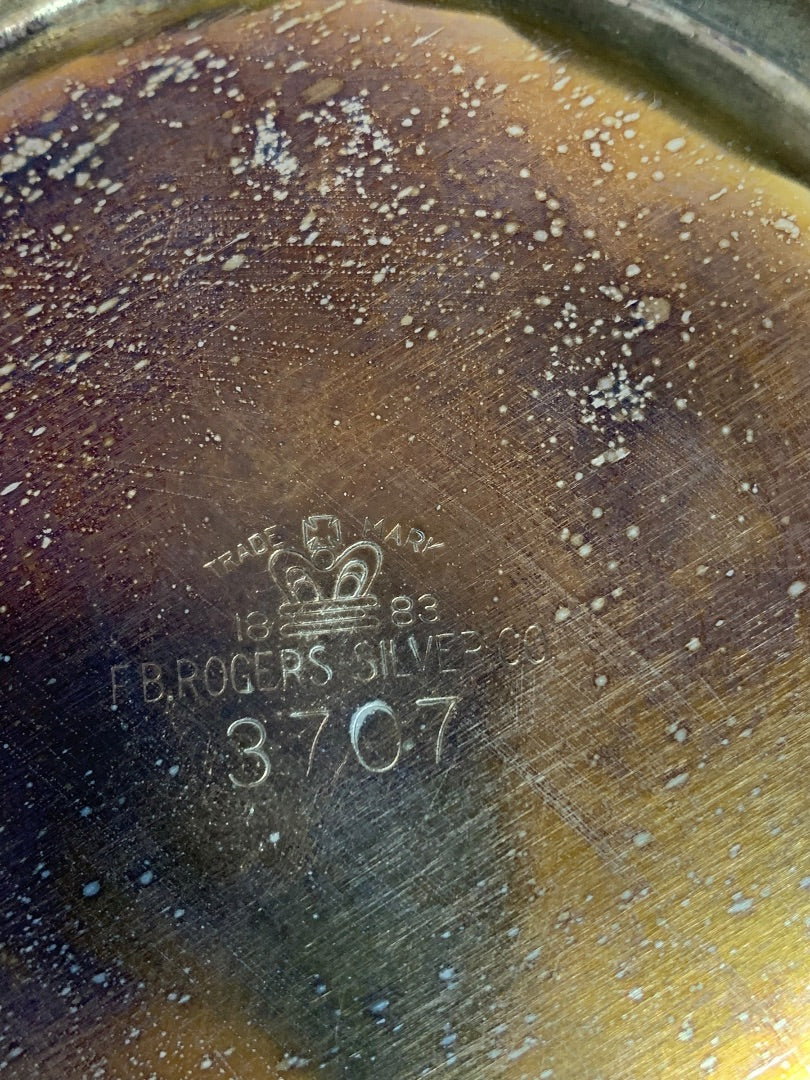 TRADE MARK
18 83
F.B. ROGERS SILVER CO
3707